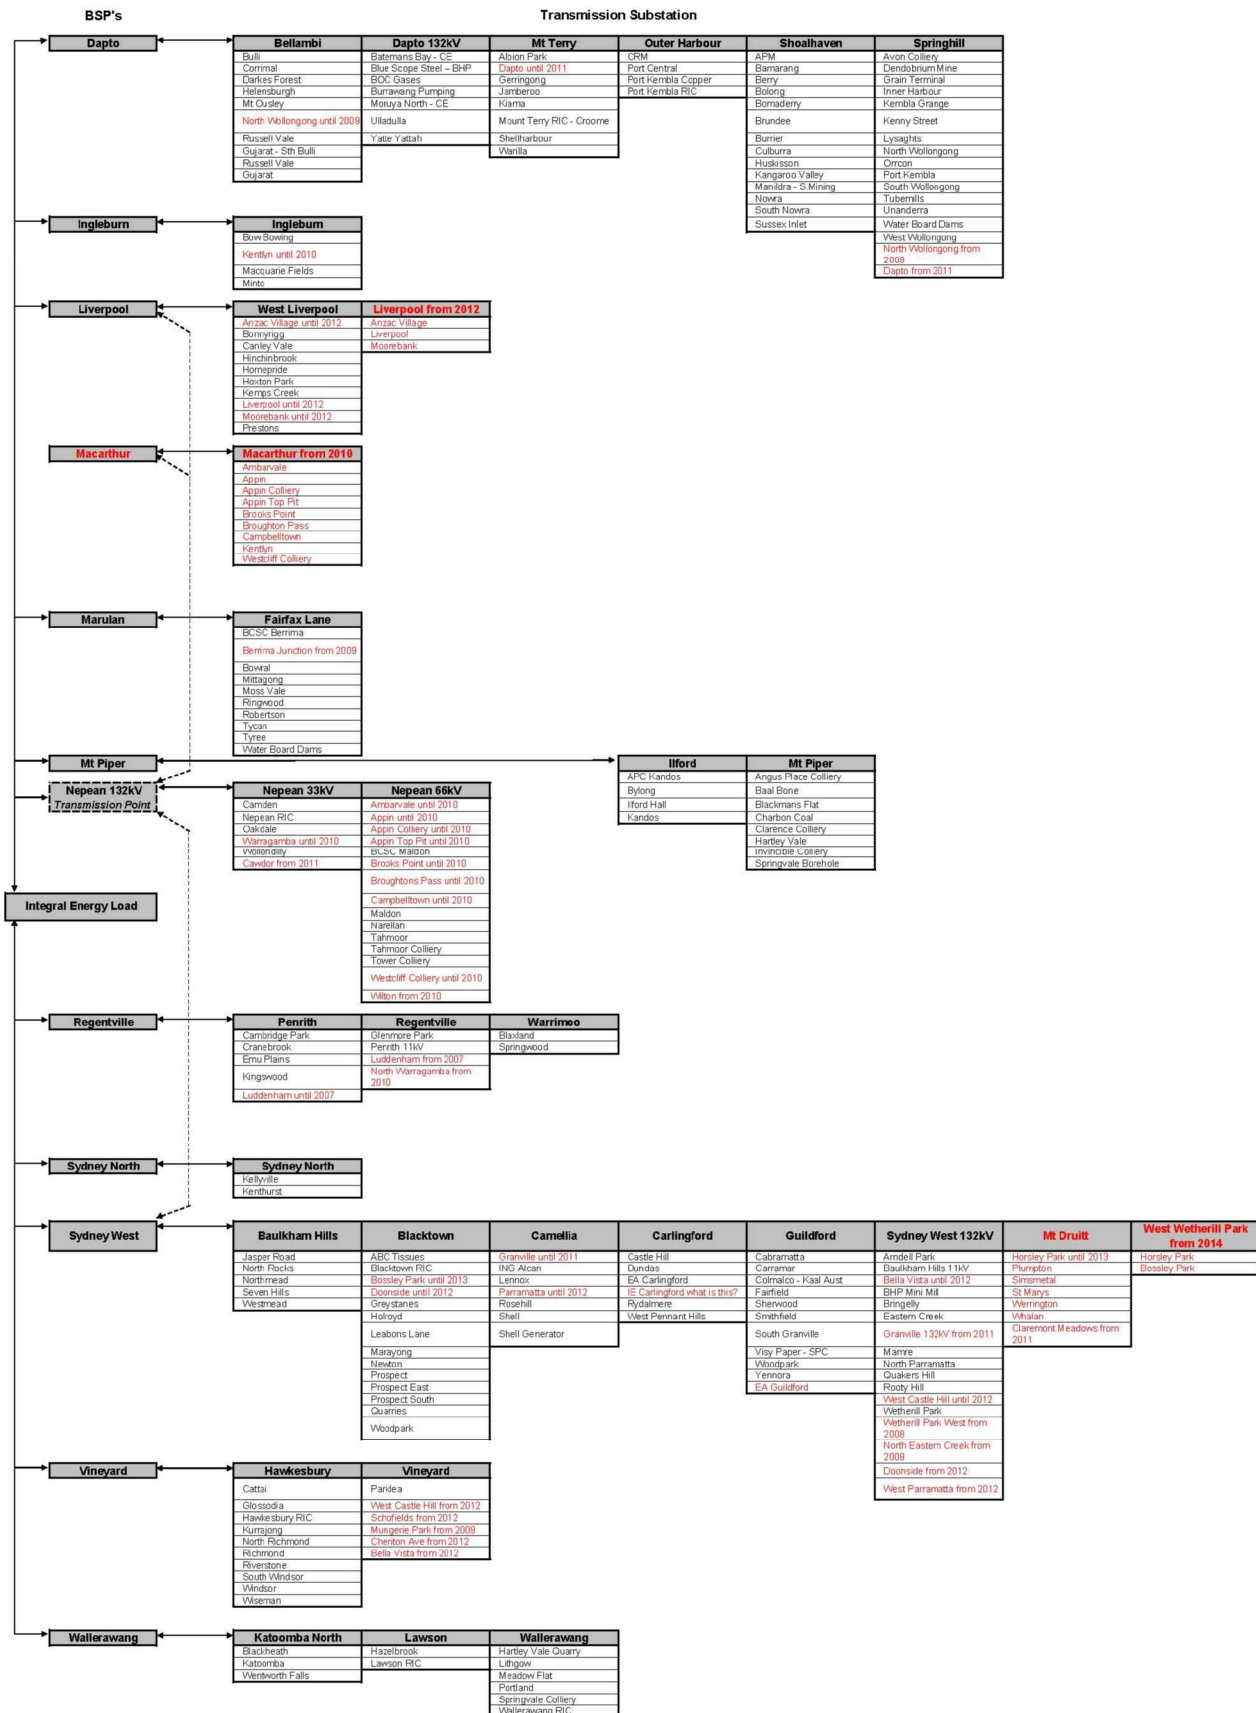 BSP's
Transmission Substation
Dapto
Bellambi
Bulli
Corrimal
Darkes Forest
Helensburgh
Mt Ousley
North Wollongong until 2009
Russell Vale
Gujarat - Sth Bulli
Russell Vale
Gujarat
Dapto 132kV
Batemans Bay - CE
Blue Scope Steel – BHP
BOC Gases
Burrawang Pumping
Moruya North - CE
Ulladulla
Yatte Yattah
Mt Terry
Albion Park
Dapto until 2011
Gerringong
Jamberoo
Kiama
Mount Terry RIC - Croome
Shellharbour
Warilla
Outer Harbour
CRM
Port Central
Port Kembla Copper
Port Kembla RIC
Shoalhaven
APM
Bamarang
Berry
Bolong
Bomaderry
Brundee
Burrier
Culburra
Huskisson
Kangaroo Valley
Manildra - S.Mining
Nowra
South Nowra
Sussex Inlet
Springhill
Avon Colliery
Dendobrium Mine
Grain Terminal
Inner Harbour
Kembla Grange
Kenny Street
Lysaghts
North Wollongong
Orrcon
Port Kembla
South Wollongong
Tubemills
Unanderra
Water Board Dams
West Wollongong
North Wollongong from
2009
Dapto from 2011
Ingleburn
Ingleburn
Bow Bowing
Kentlyn until 2010
Macquarie Fields
Minto
Liverpool
West Liverpool
Anzac Village until 2012
Bonnyrigg
Canley Vale
Hinchinbrook
Homepride
Hoxton Park
Kemps Creek
Liverpool until 2012
Moorebank until 2012
Prestons
Liverpool from 2012
Anzac Village
Liverpool
Moorebank
Macarthur
Macarthur from 2010
Ambarvale
Appin
Appin Colliery
Appin Top Pit
Brooks Point
Broughton Pass
Campbelltown
Kentlyn
Westcliff Colliery
Marulan
Fairfax Lane
BCSC Berrima
Berrima Junction from 2009
Bowral
Mittagong
Moss Vale
Ringwood
Robertson
Tycan
Tyree
Water Board Dams
Mt Piper
Ilford
APC Kandos
Bylong
Ilford Hall
Kandos
Mt Piper
Angus Place Colliery
Baal Bone
Blackmans Flat
Charbon Coal
Clarence Colliery
Hartley Vale
Invincible Colliery
Springvale Borehole
Nepean 132kV
Transmission Point
Nepean 33kV
Camden
Nepean RIC
Oakdale
Warragamba until 2010
Wollondilly
Cawdor from 2011
Nepean 66kV
Ambarvale until 2010
Appin until 2010
Appin Colliery until 2010
Appin Top Pit until 2010
BCSC Maldon
Brooks Point until 2010
Broughtons Pass until 2010
Campbelltown until 2010
Maldon
Narellan
Tahmoor
Tahmoor Colliery
Tower Colliery
Westcliff Colliery until 2010
Wilton from 2010
Integral Energy Load
Regentville
Penrith
Cambridge Park
Cranebrook
Emu Plains
Kingswood
Luddenham until 2007
Regentville
Glenmore Park
Penrith 11kV
Luddenham from 2007
North Warragamba from
2010
Warrimoo
Blaxland
Springwood
Sydney North
Sydney North
Kellyville
Kenthurst
Sydney West
Baulkham Hills
Jasper Road
North Rocks
Northmead
Seven Hills
Westmead
Blacktown
ABC Tissues
Blacktown RIC
Bossley Park until 2013
Doonside until 2012
Greystanes
Holroyd
Leabons Lane
Marayong
Newton
Prospect
Prospect East
Prospect South
Quarries
Woodpark
Camellia
Granville until 2011
ING Alcan
Lennox
Parramatta until 2012
Rosehill
Shell
Shell Generator
Carlingford
Castle Hill
Dundas
EA Carlingford
IE Carlingford what is this?
Rydalmere
West Pennant Hills
Guildford
Cabramatta
Carramar
Colmalco - Kaal Aust
Fairfield
Sherwood
Smithfield
South Granville
Visy Paper - SPC
Woodpark
Yennora
EA Guildford
Sydney West 132kV
Arndell Park
Baulkham Hills 11kV
Bella Vista until 2012
BHP Mini Mill
Bringelly
Eastern Creek
Granville 132kV from 2011
Mamre
North Parramatta
Quakers Hill
Rooty Hill
West Castle Hill until 2012
Wetherill Park
Wetherill Park West from
2008
North Eastern Creek from
2009
Doonside from 2012
West Parramatta from 2012
Mt Druitt
Horsley Park until 2013
Plumpton
Simsmetal
St Marys
Werrington
Whalan
Claremont Meadows from
2011
West Wetherill Park
from 2014
Horsley Park
Bossley Park
Vineyard
Hawkesbury
Cattai
Glossodia
Hawkesbury RIC
Kurrajong
North Richmond
Richmond
Riverstone
South Windsor
Windsor
Wiseman
Vineyard
Parklea
West Castle Hill from 2012
Schofields from 2012
Mungerie Park from 2009
Cheriton Ave from 2012
Bella Vista from 2012
Wallerawang
Katoomba North
Blackheath
Katoomba
Wentworth Falls
Lawson
Hazelbrook
Lawson RIC
Wallerawang
Hartley Vale Quarry
Lithgow
Meadow Flat
Portland
Springvale Colliery
Wallerawang RIC